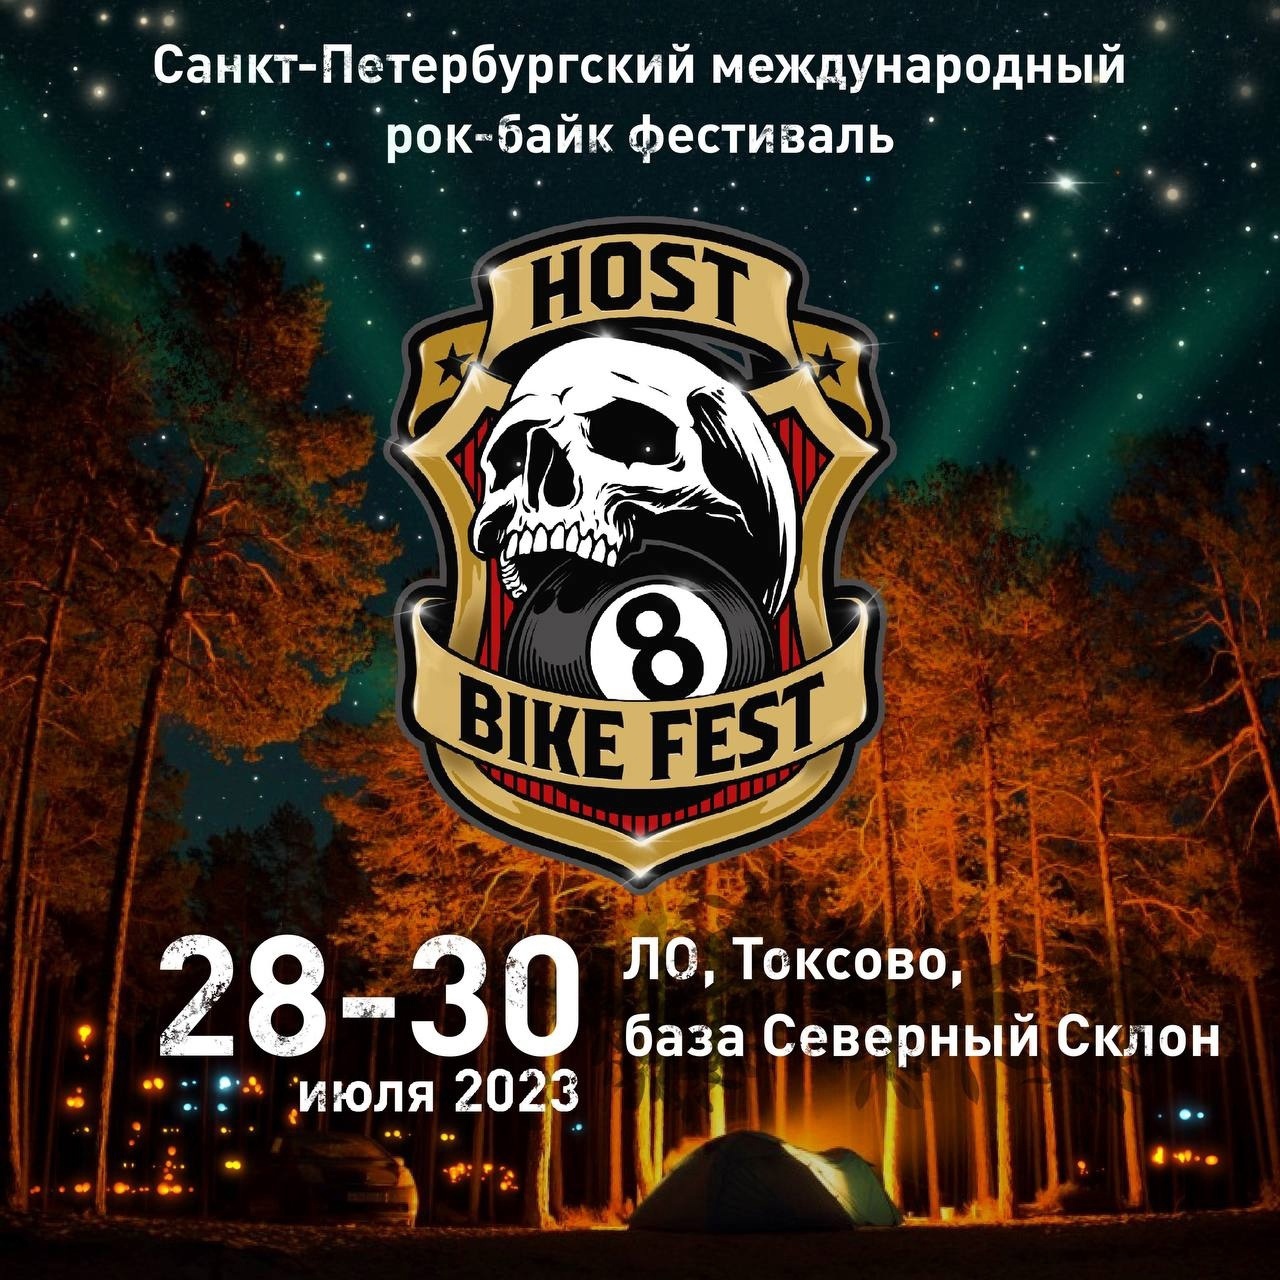 Санкт-Петербургский международный
рок-байк фестиваль
HOST
8
BIKE FEST
28-30
июля 2023
ЛО, Токсово,
база Северный Склон